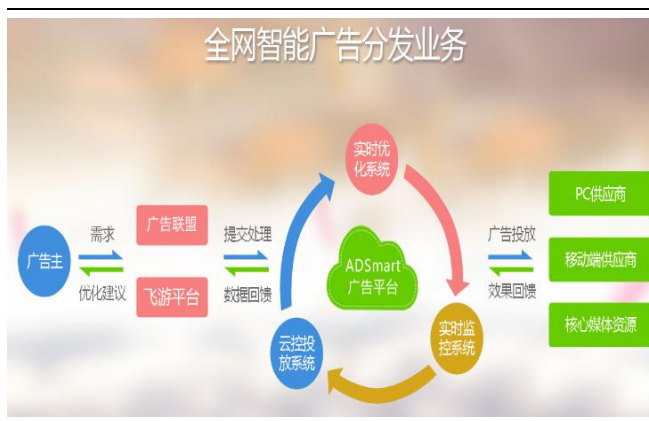 全网智能广告分发业务
实时优
化系统
PC供应商
广告联盟
需求
提交处理
广告投放
广告主
ADSmart
广告平台
移动端供应商
优化建议
飞游平台
数据回馈
效果回馈
云控投
放系统
实时监
控系统
核心媒体资源